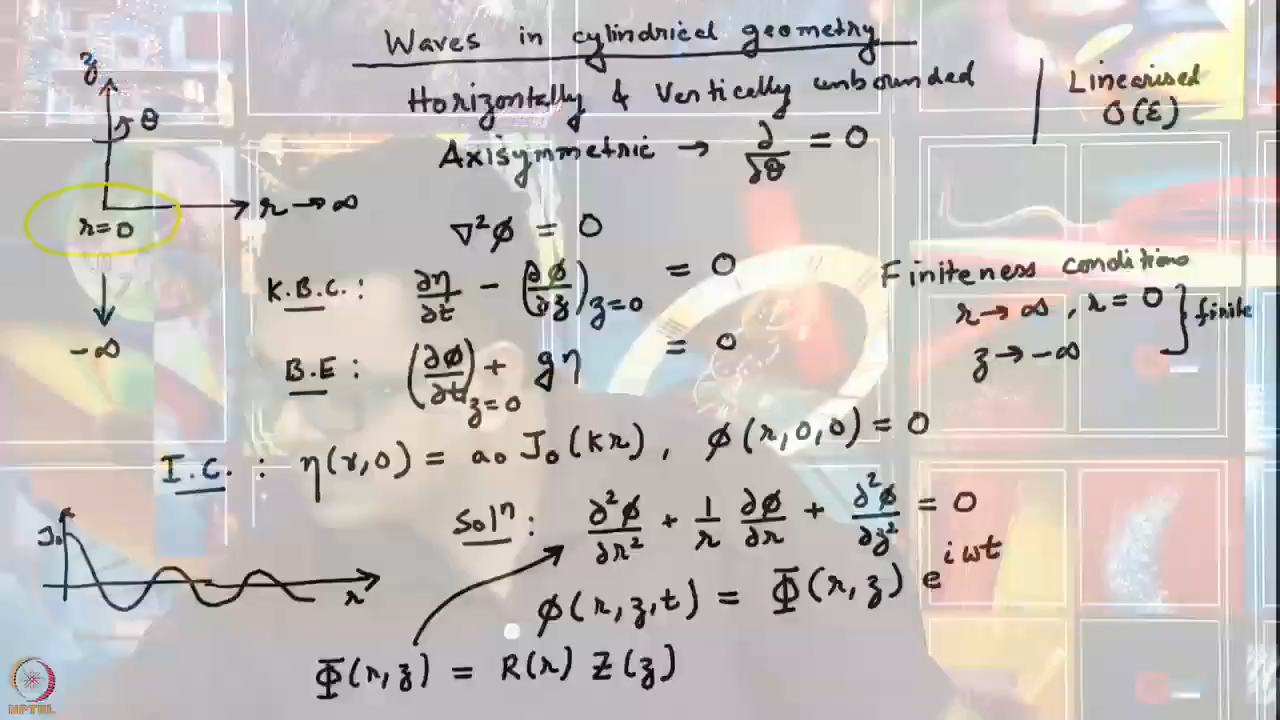 Waves in cylindrical geometry
Horizontally & Vertically unbounded
Linearised
O(ε)
Axisymmetric → ∂/∂θ = 0
z
θ
r → ∞
r = 0
-∞
∇²φ = 0
K.B.C.: ∂η/∂t - (∂φ/∂z)z=0 = 0
B.E: (∂φ/∂t)z=0 + gη = 0
Finiteness conditions
r → ∞, r = 0 } finite
z → -∞
I.C.: η(r,0) = a₀ J₀(kr), φ(r,0,0) = 0
Solⁿ: ∂²φ/∂r² + 1/r ∂φ/∂r + ∂²φ/∂z² = 0
J₀
r
φ(r,z,t) = Φ(r,z) e^{iωt}
Φ(r,z) = R(r) Z(z)
NPTEL